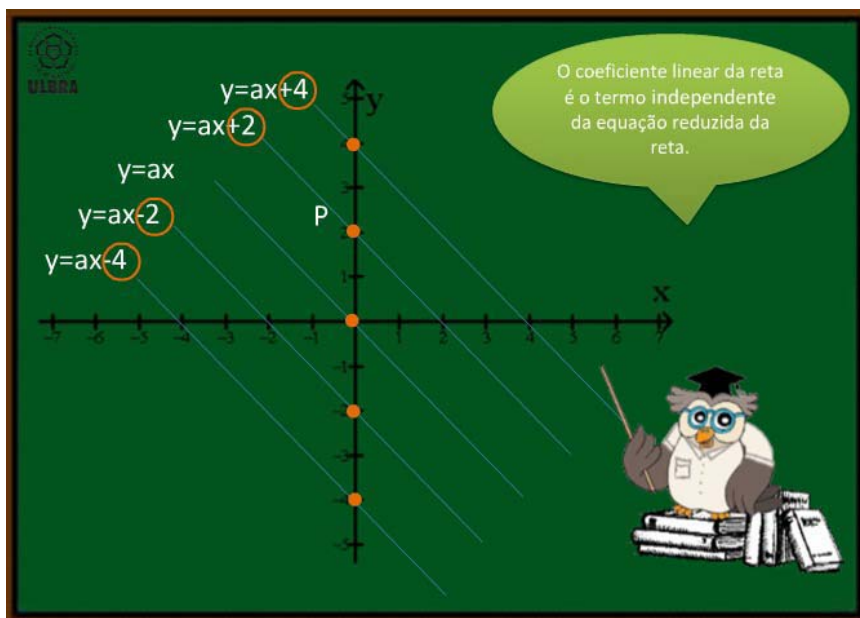 ULBRA
O coeficiente linear da reta
é o termo independente
da equação reduzida da
reta.
y=ax+4
y=ax+2
y=ax
y=ax-2
y=ax-4
P
y
x
5
3
2
1
-1
-3
-4
-5
-7 -6 -5 -4 -3 -2 -1 1 2 3 4 5 6 7